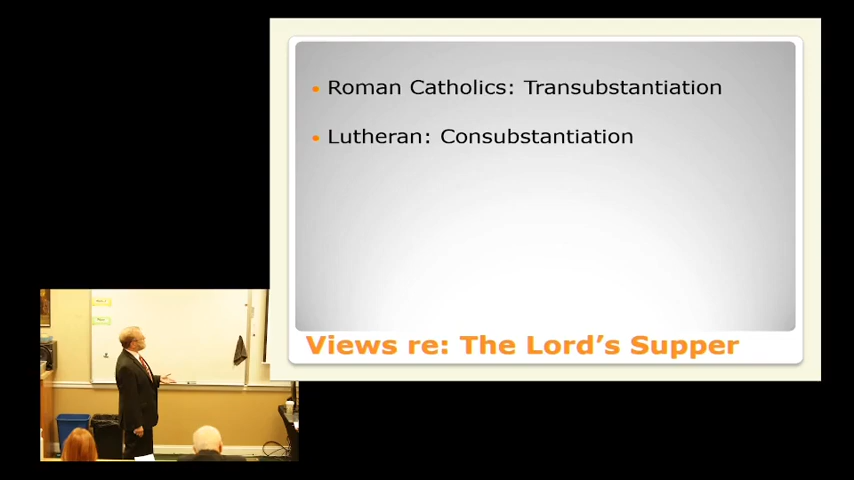 Roman Catholics: Transubstantiation
Lutheran: Consubstantiation
Views re: The Lord's Supper